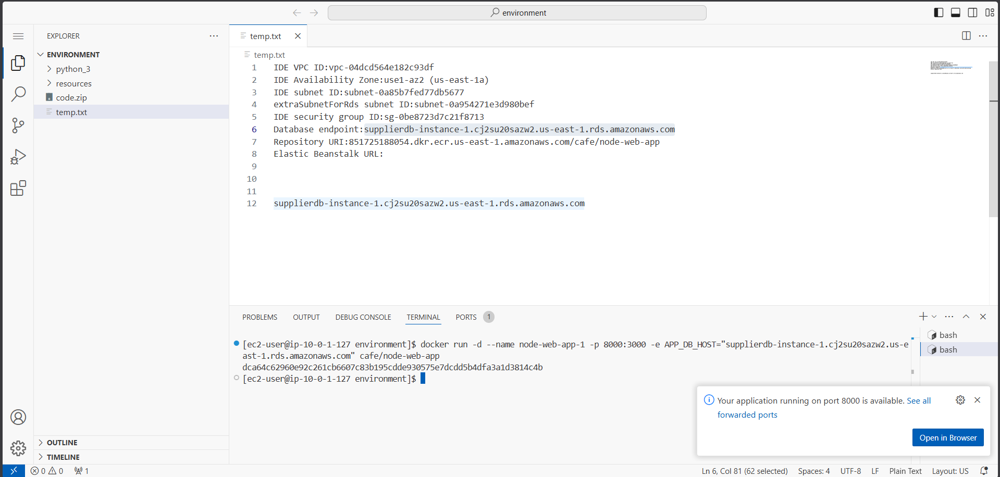 environment
EXPLORER
ENVIRONMENT
python_3
resources
code.zip
temp.txt
OUTLINE
TIMELINE
temp.txt
temp.txt
1 IDE VPC ID:vpc-04dcd564e182c93df
2 IDE Availability Zone:use1-az2 (us-east-1a)
3 IDE subnet ID:subnet-0a85b7fed77db5677
4 extraSubnetForRds subnet ID:subnet-0a954271e3d980bef
5 IDE security group ID:sg-0be8723d7c21f8713
6 Database endpoint:supplierdb-instance-1.cj2su20sazw2.us-east-1.rds.amazonaws.com
7 Repository URI:851725188054.dkr.ecr.us-east-1.amazonaws.com/cafe/node-web-app
8 Elastic Beanstalk URL:
9
10
11
12 supplierdb-instance-1.cj2su20sazw2.us-east-1.rds.amazonaws.com
PROBLEMS OUTPUT DEBUG CONSOLE TERMINAL PORTS 1
[ec2-user@ip-10-0-1-127 environment]$ docker run -d --name node-web-app-1 -p 8000:3000 -e APP_DB_HOST="supplierdb-instance-1.cj2su20sazw2.us-e
ast-1.rds.amazonaws.com" cafe/node-web-app
dca64c62960e92c261cb6607c83b195cdde930575e7dcdd5b4dfa3a1d3814c4b
[ec2-user@ip-10-0-1-127 environment]$
bash
bash
Your application running on port 8000 is available. See all
forwarded ports
Open in Browser
0 0 1
Ln 6, Col 81 (62 selected) Spaces: 4 UTF-8 LF Plain Text Layout: US